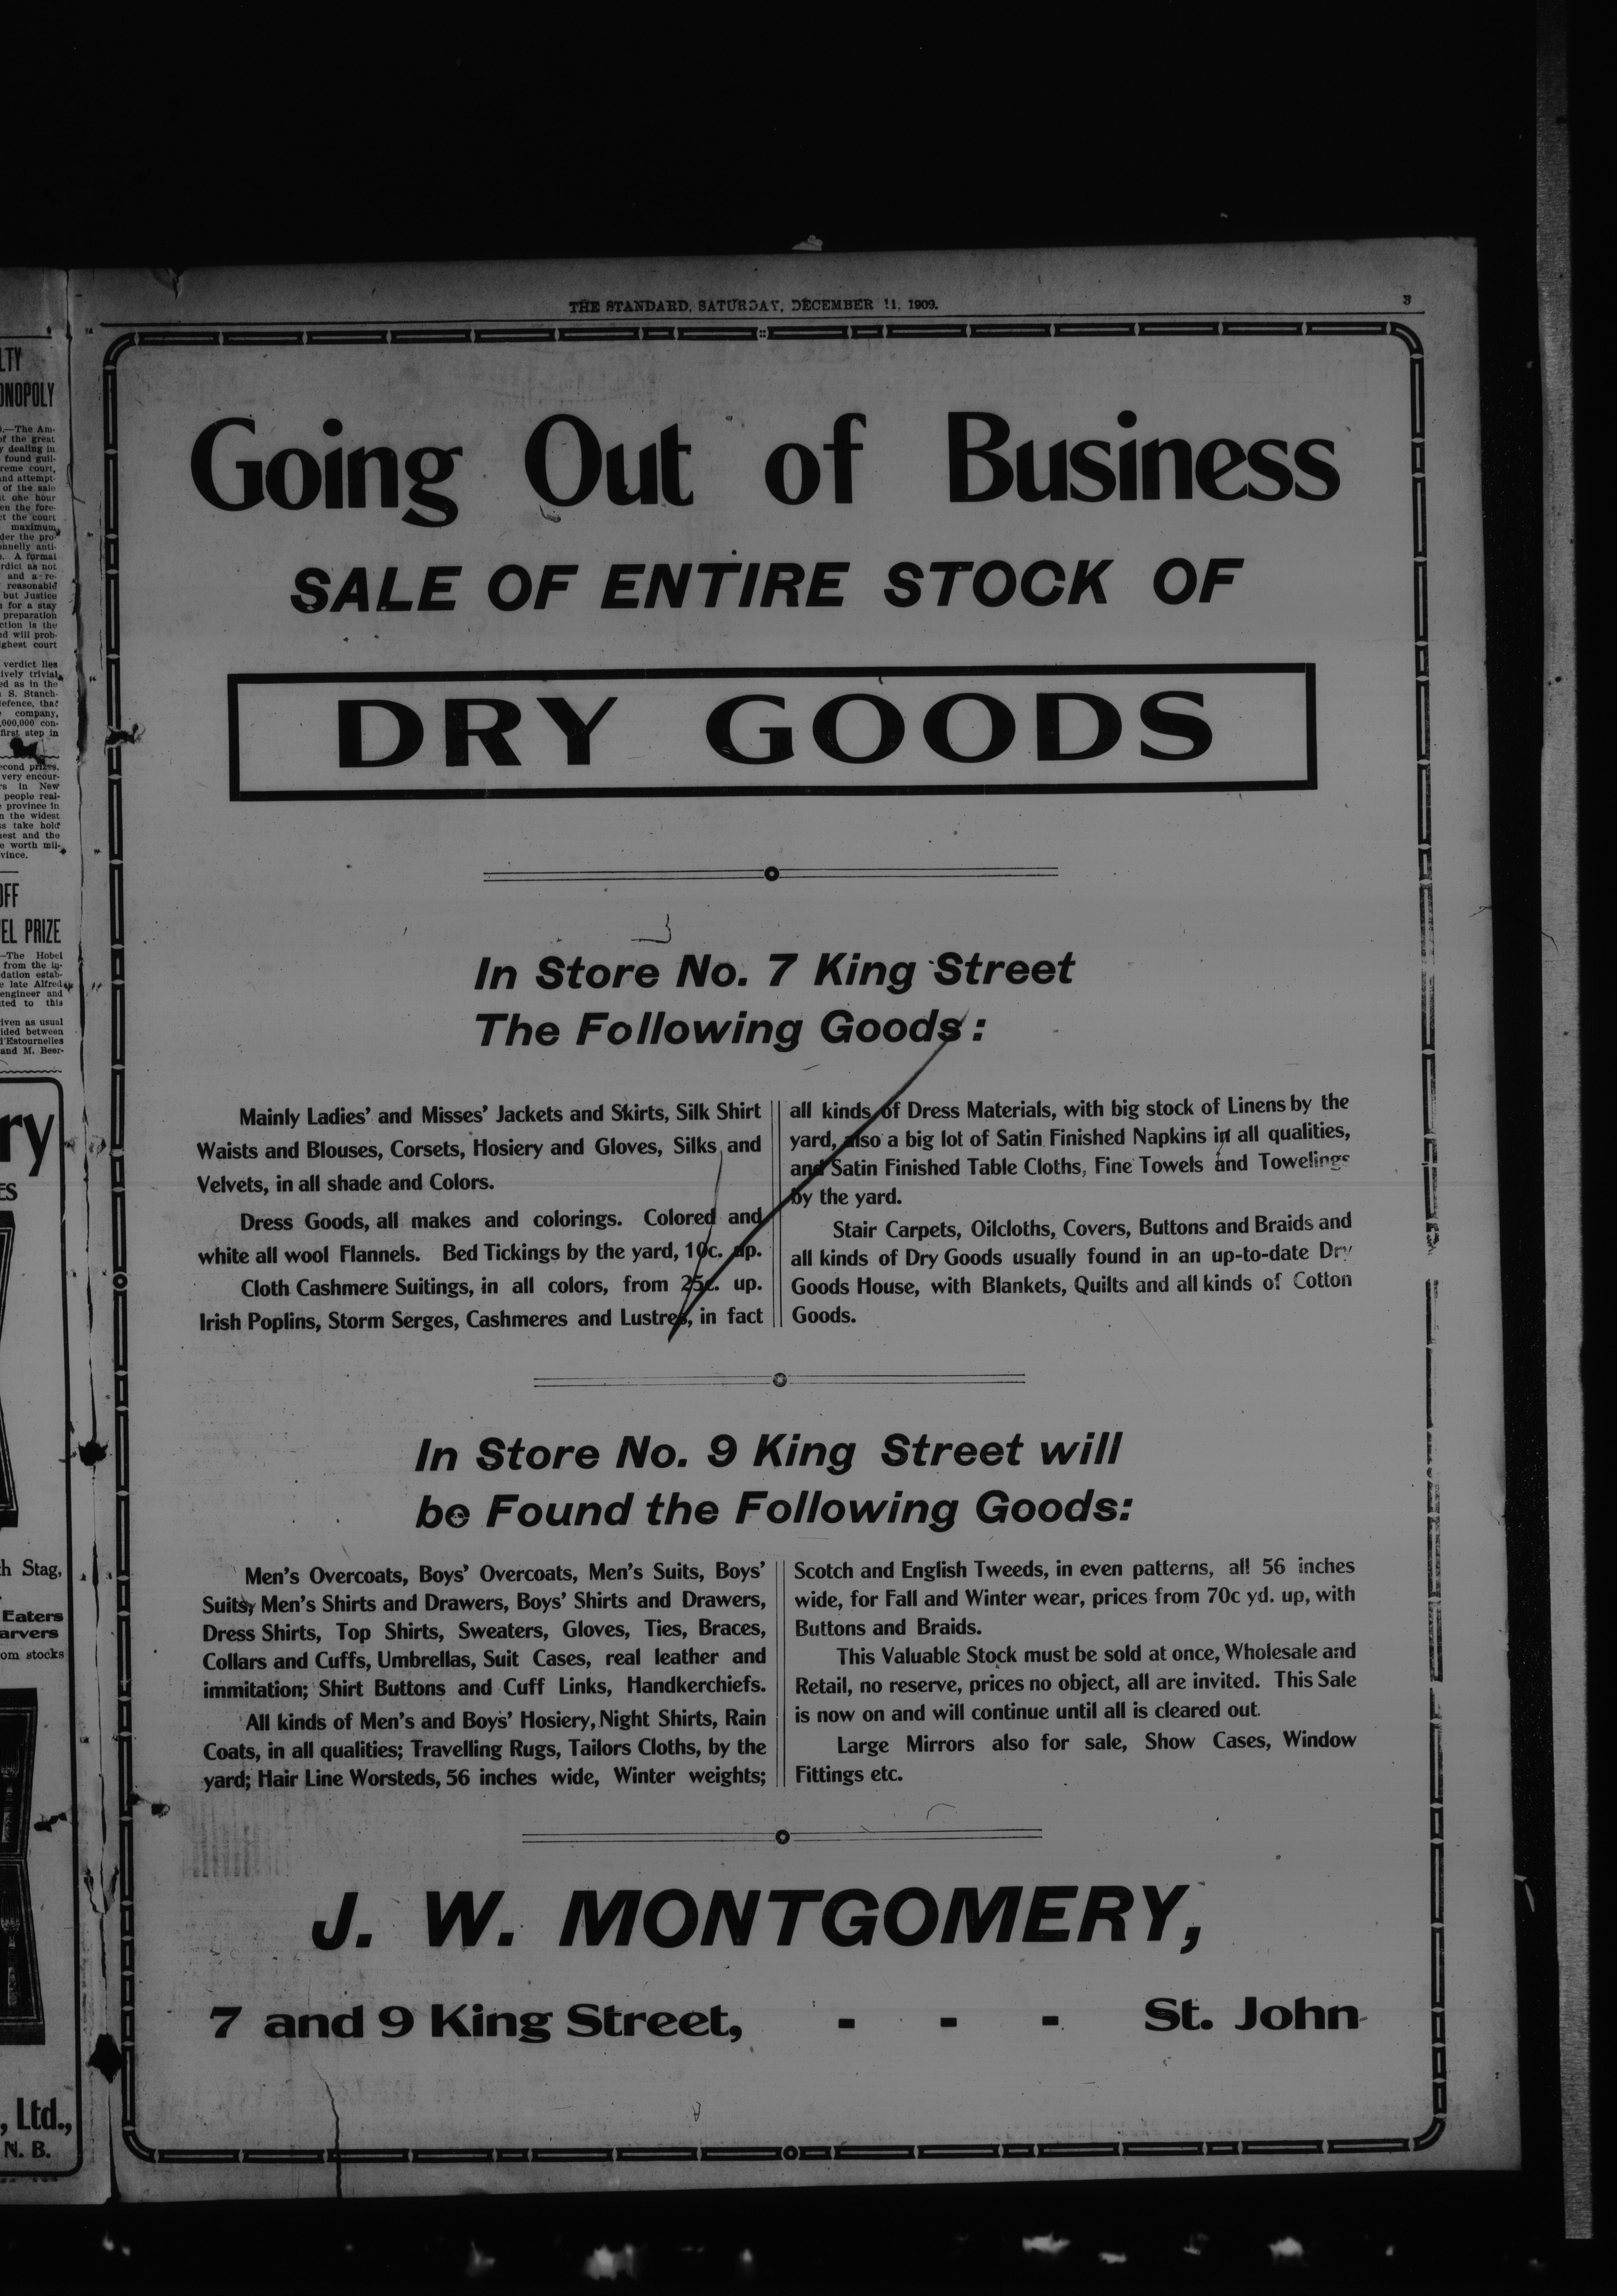 THE STANDARD, SATURDAY, DECEMBER 11, 1909.
3
Going Out of Business
SALE OF ENTIRE STOCK OF
DRY GOODS
In Store No. 7 King Street
The Following Goods:
Mainly Ladies' and Misses' Jackets and Skirts, Silk Shirt
Waists and Blouses, Corsets, Hosiery and Gloves, Silks and
Velvets, in all shade and Colors.
Dress Goods, all makes and colorings. Colored and
white all wool Flannels. Bed Tickings by the yard, 10c. up.
Cloth Cashmere Suitings, in all colors, from 25c. up.
Irish Poplins, Storm Serges, Cashmeres and Lustres, in fact
all kinds of Dress Materials, with big stock of Linens by the
yard, also a big lot of Satin Finished Napkins in all qualities,
and Satin Finished Table Cloths, Fine Towels and Towelings
by the yard.
Stair Carpets, Oilcloths, Covers, Buttons and Braids and
all kinds of Dry Goods usually found in an up-to-date Dry
Goods House, with Blankets, Quilts and all kinds of Cotton
Goods.
In Store No. 9 King Street will
be Found the Following Goods:
Men's Overcoats, Boys' Overcoats, Men's Suits, Boys'
Suits, Men's Shirts and Drawers, Boys' Shirts and Drawers,
Dress Shirts, Top Shirts, Sweaters, Gloves, Ties, Braces,
Collars and Cuffs, Umbrellas, Suit Cases, real leather and
immitation; Shirt Buttons and Cuff Links, Handkerchiefs.
All kinds of Men's and Boys' Hosiery, Night Shirts, Rain
Coats, in all qualities; Travelling Rugs, Tailors Cloths, by the
yard; Hair Line Worsteds, 56 inches wide, Winter weights;
Scotch and English Tweeds, in even patterns, all 56 inches
wide, for Fall and Winter wear, prices from 70c yd. up, with
Buttons and Braids.
This Valuable Stock must be sold at once, Wholesale and
Retail, no reserve, prices no object, all are invited. This Sale
is now on and will continue until all is cleared out.
Large Mirrors also for sale, Show Cases, Window
Fittings etc.
J. W. MONTGOMERY,
7 and 9 King Street, - - - St. John